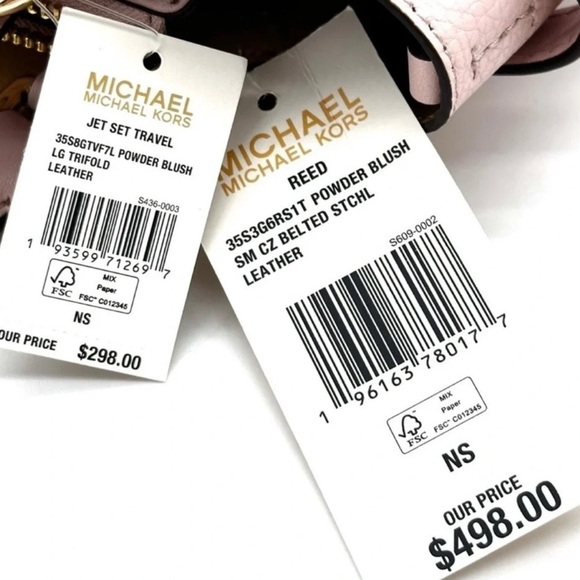 MICHAEL
MICHAEL KORS
JET SET TRAVEL
35S8GTVF7L POWDER BLUSH
LG TRIFOLD
LEATHER
S436-0003
1 93599 71269 7
FSC
MIX
Paper
FSC™ C012345
NS
OUR PRICE $298.00
MICHAEL
MICHAEL KORS
REED
35S3G6RS1T POWDER BLUSH
SM CZ BELTED STCHL
LEATHER
S609-0002
1 96163 78017 7
FSC
MIX
Paper
FSC™ C012345
NS
OUR PRICE
$498.00